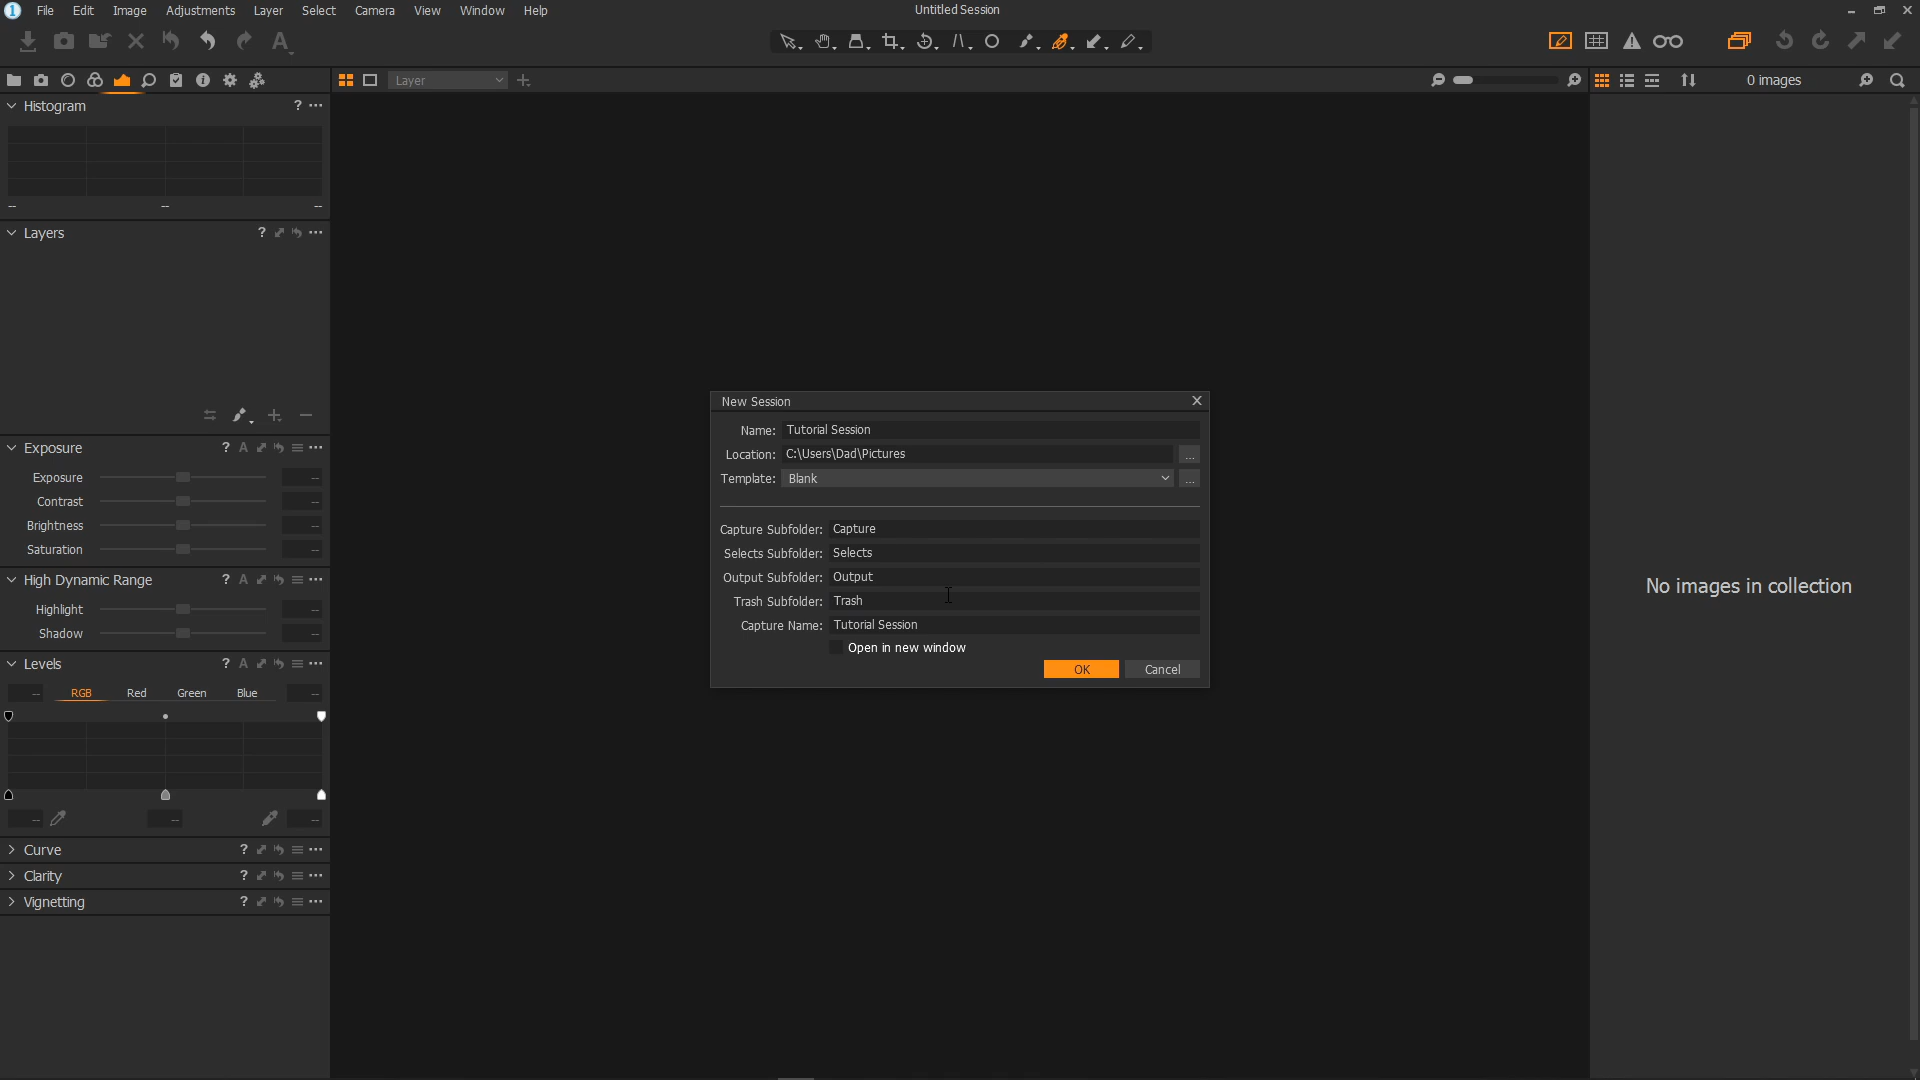 File Edit Image Adjustments Layer Select Camera View Window Help
Untitled Session
Layer
0 images
Histogram ? ...
-- -- --
Layers ? ...
Exposure ? A ...
Exposure --
Contrast --
Brightness --
Saturation --
High Dynamic Range ? A ...
Highlight --
Shadow --
Levels ? A ...
-- RGB Red Green Blue --
-- -- --
Curve ? ...
Clarity ? ...
Vignetting ? ...
New Session X
Name: Tutorial Session
Location: C:\Users\Dad\Pictures ...
Template: Blank ...
Capture Subfolder: Capture
Selects Subfolder: Selects
Output Subfolder: Output
Trash Subfolder: Trash
Capture Name: Tutorial Session
Open in new window
OK Cancel
No images in collection